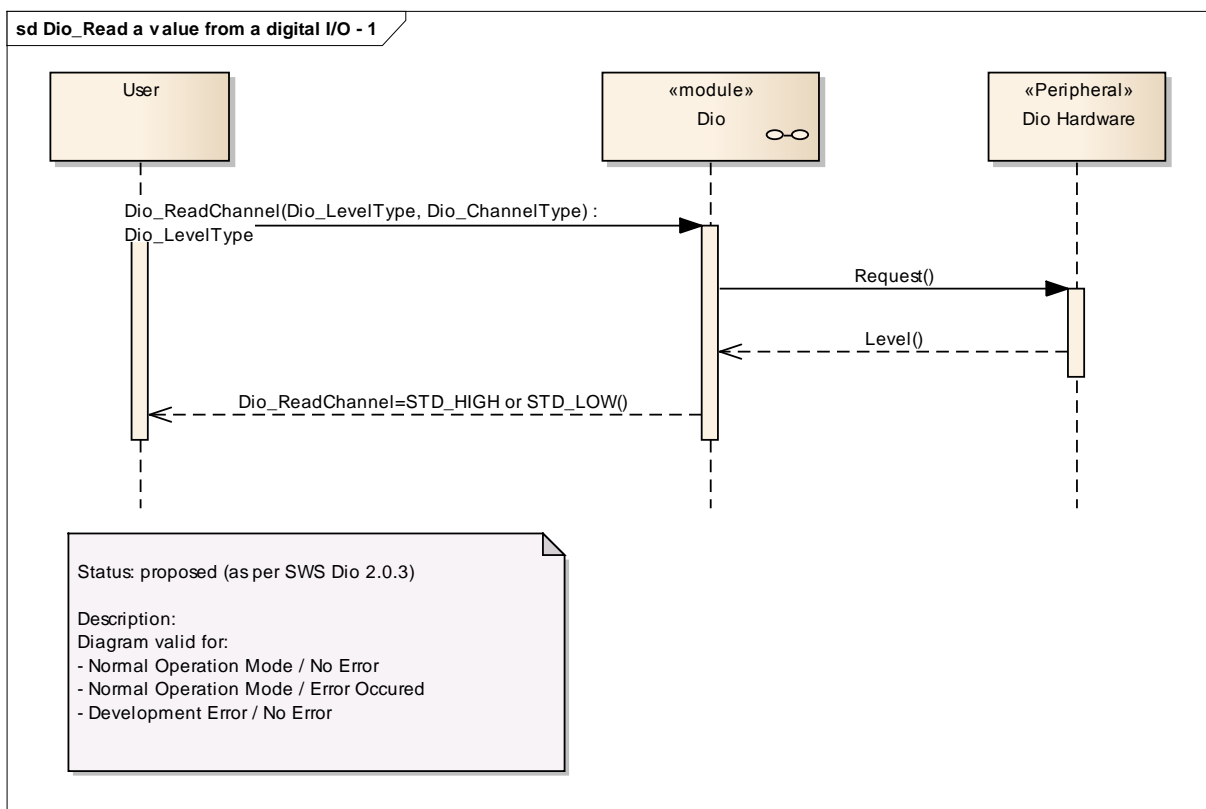 sd Dio_Read a value from a digital I/O - 1
User
«module»
Dio
«Peripheral»
Dio Hardware
Dio_ReadChannel(Dio_LevelType, Dio_ChannelType) :
Dio_LevelType
Request()
Level()
Dio_ReadChannel=STD_HIGH or STD_LOW()
Status: proposed (as per SWS Dio 2.0.3)
Description:
Diagram valid for:
- Normal Operation Mode / No Error
- Normal Operation Mode / Error Occured
- Development Error / No Error